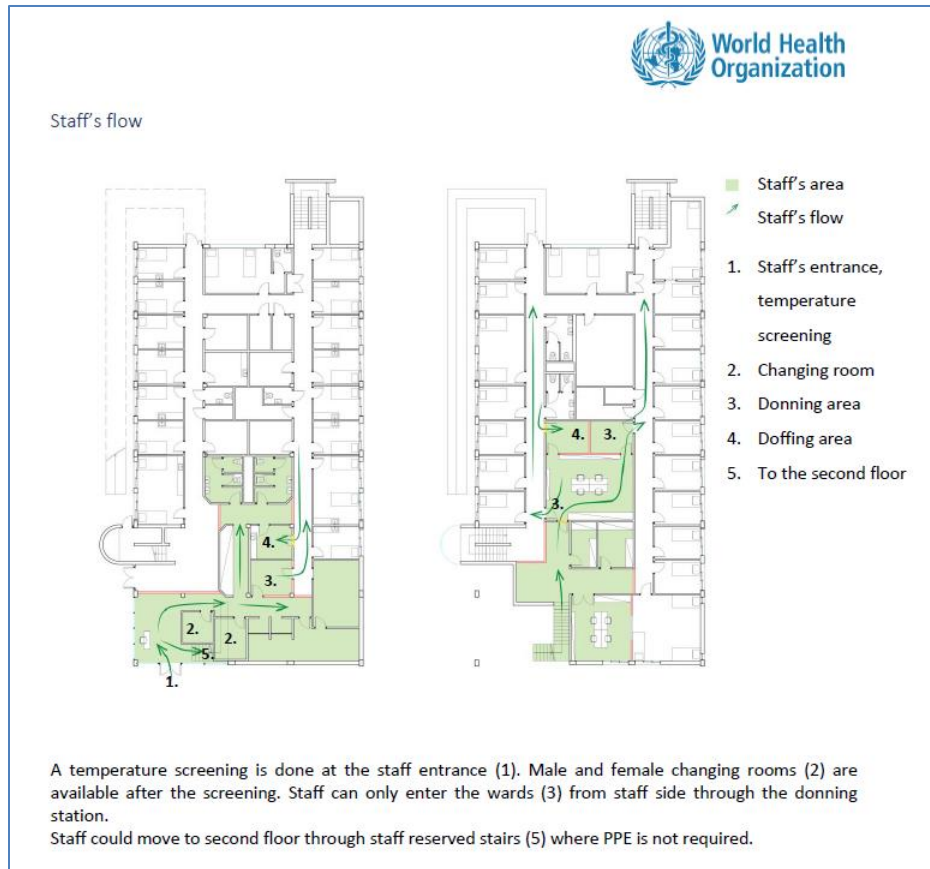 World Health
Organization
Staff's flow
Staff's area
Staff's flow
1. Staff's entrance,
temperature
screening
2. Changing room
3. Donning area
4. Doffing area
5. To the second floor
4.
3.
2.
2.
5.
1.
4.
3.
3.
A temperature screening is done at the staff entrance (1). Male and female changing rooms (2) are
available after the screening. Staff can only enter the wards (3) from staff side through the donning
station.
Staff could move to second floor through staff reserved stairs (5) where PPE is not required.